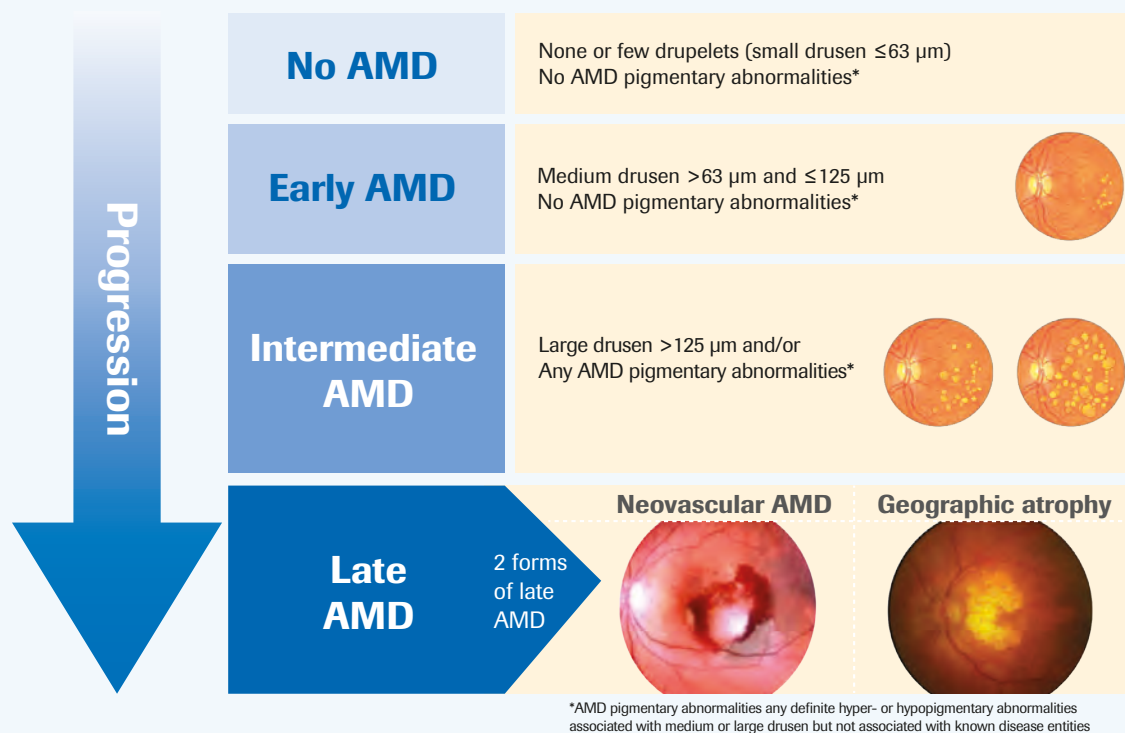 Progression
No AMD
None or few drupelets (small drusen ≤63 µm)
No AMD pigmentary abnormalities*
Early AMD
Medium drusen >63 µm and ≤125 µm
No AMD pigmentary abnormalities*
Intermediate
AMD
Large drusen >125 µm and/or
Any AMD pigmentary abnormalities*
Late
AMD
2 forms
of late
AMD
Neovascular AMD
Geographic atrophy
*AMD pigmentary abnormalities any definite hyper- or hypopigmentary abnormalities
associated with medium or large drusen but not associated with known disease entities